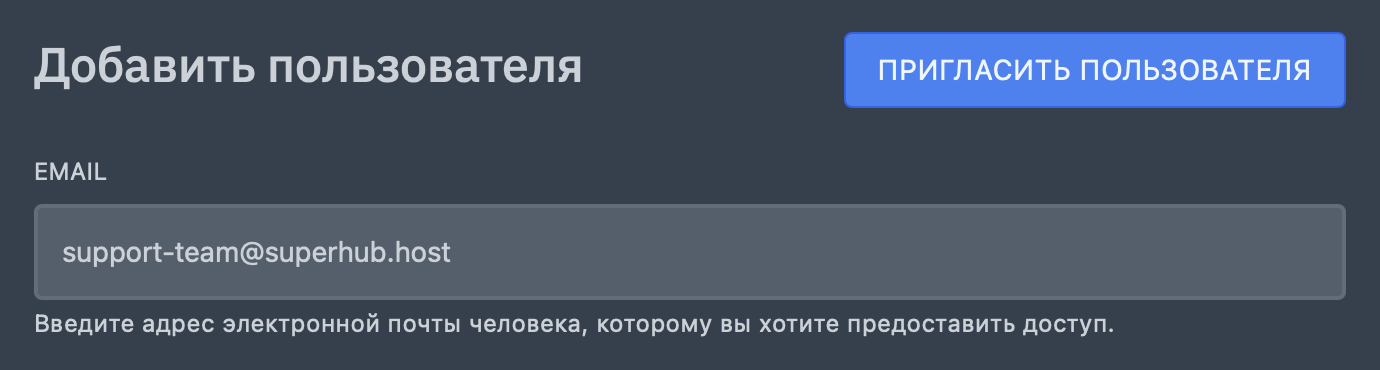 Добавить пользователя
ПРИГЛАСИТЬ ПОЛЬЗОВАТЕЛЯ
EMAIL
support-team@superhub.host
Введите адрес электронной почты человека, которому вы хотите предоставить доступ.